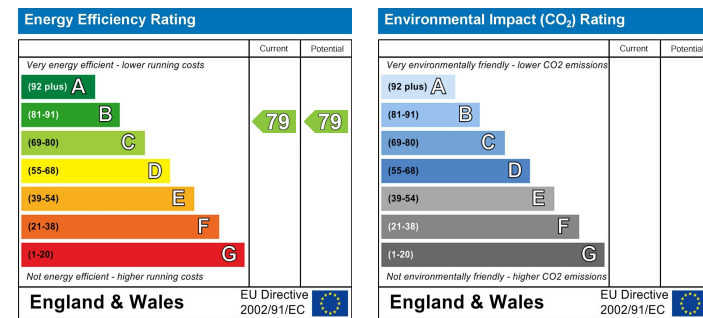 Energy Efficiency Rating
Current Potential
Very energy efficient - lower running costs
(92 plus) A
(81-91) B
79 79
(69-80) C
(55-68) D
(39-54) E
(21-38) F
(1-20) G
Not energy efficient - higher running costs
England & Wales
EU Directive
2002/91/EC
Environmental Impact (CO2) Rating
Current Potential
Very environmentally friendly - lower CO2 emissions
(92 plus) A
(81-91) B
(69-80) C
(55-68) D
(39-54) E
(21-38) F
(1-20) G
Not environmentally friendly - higher CO2 emissions
England & Wales
EU Directive
2002/91/EC